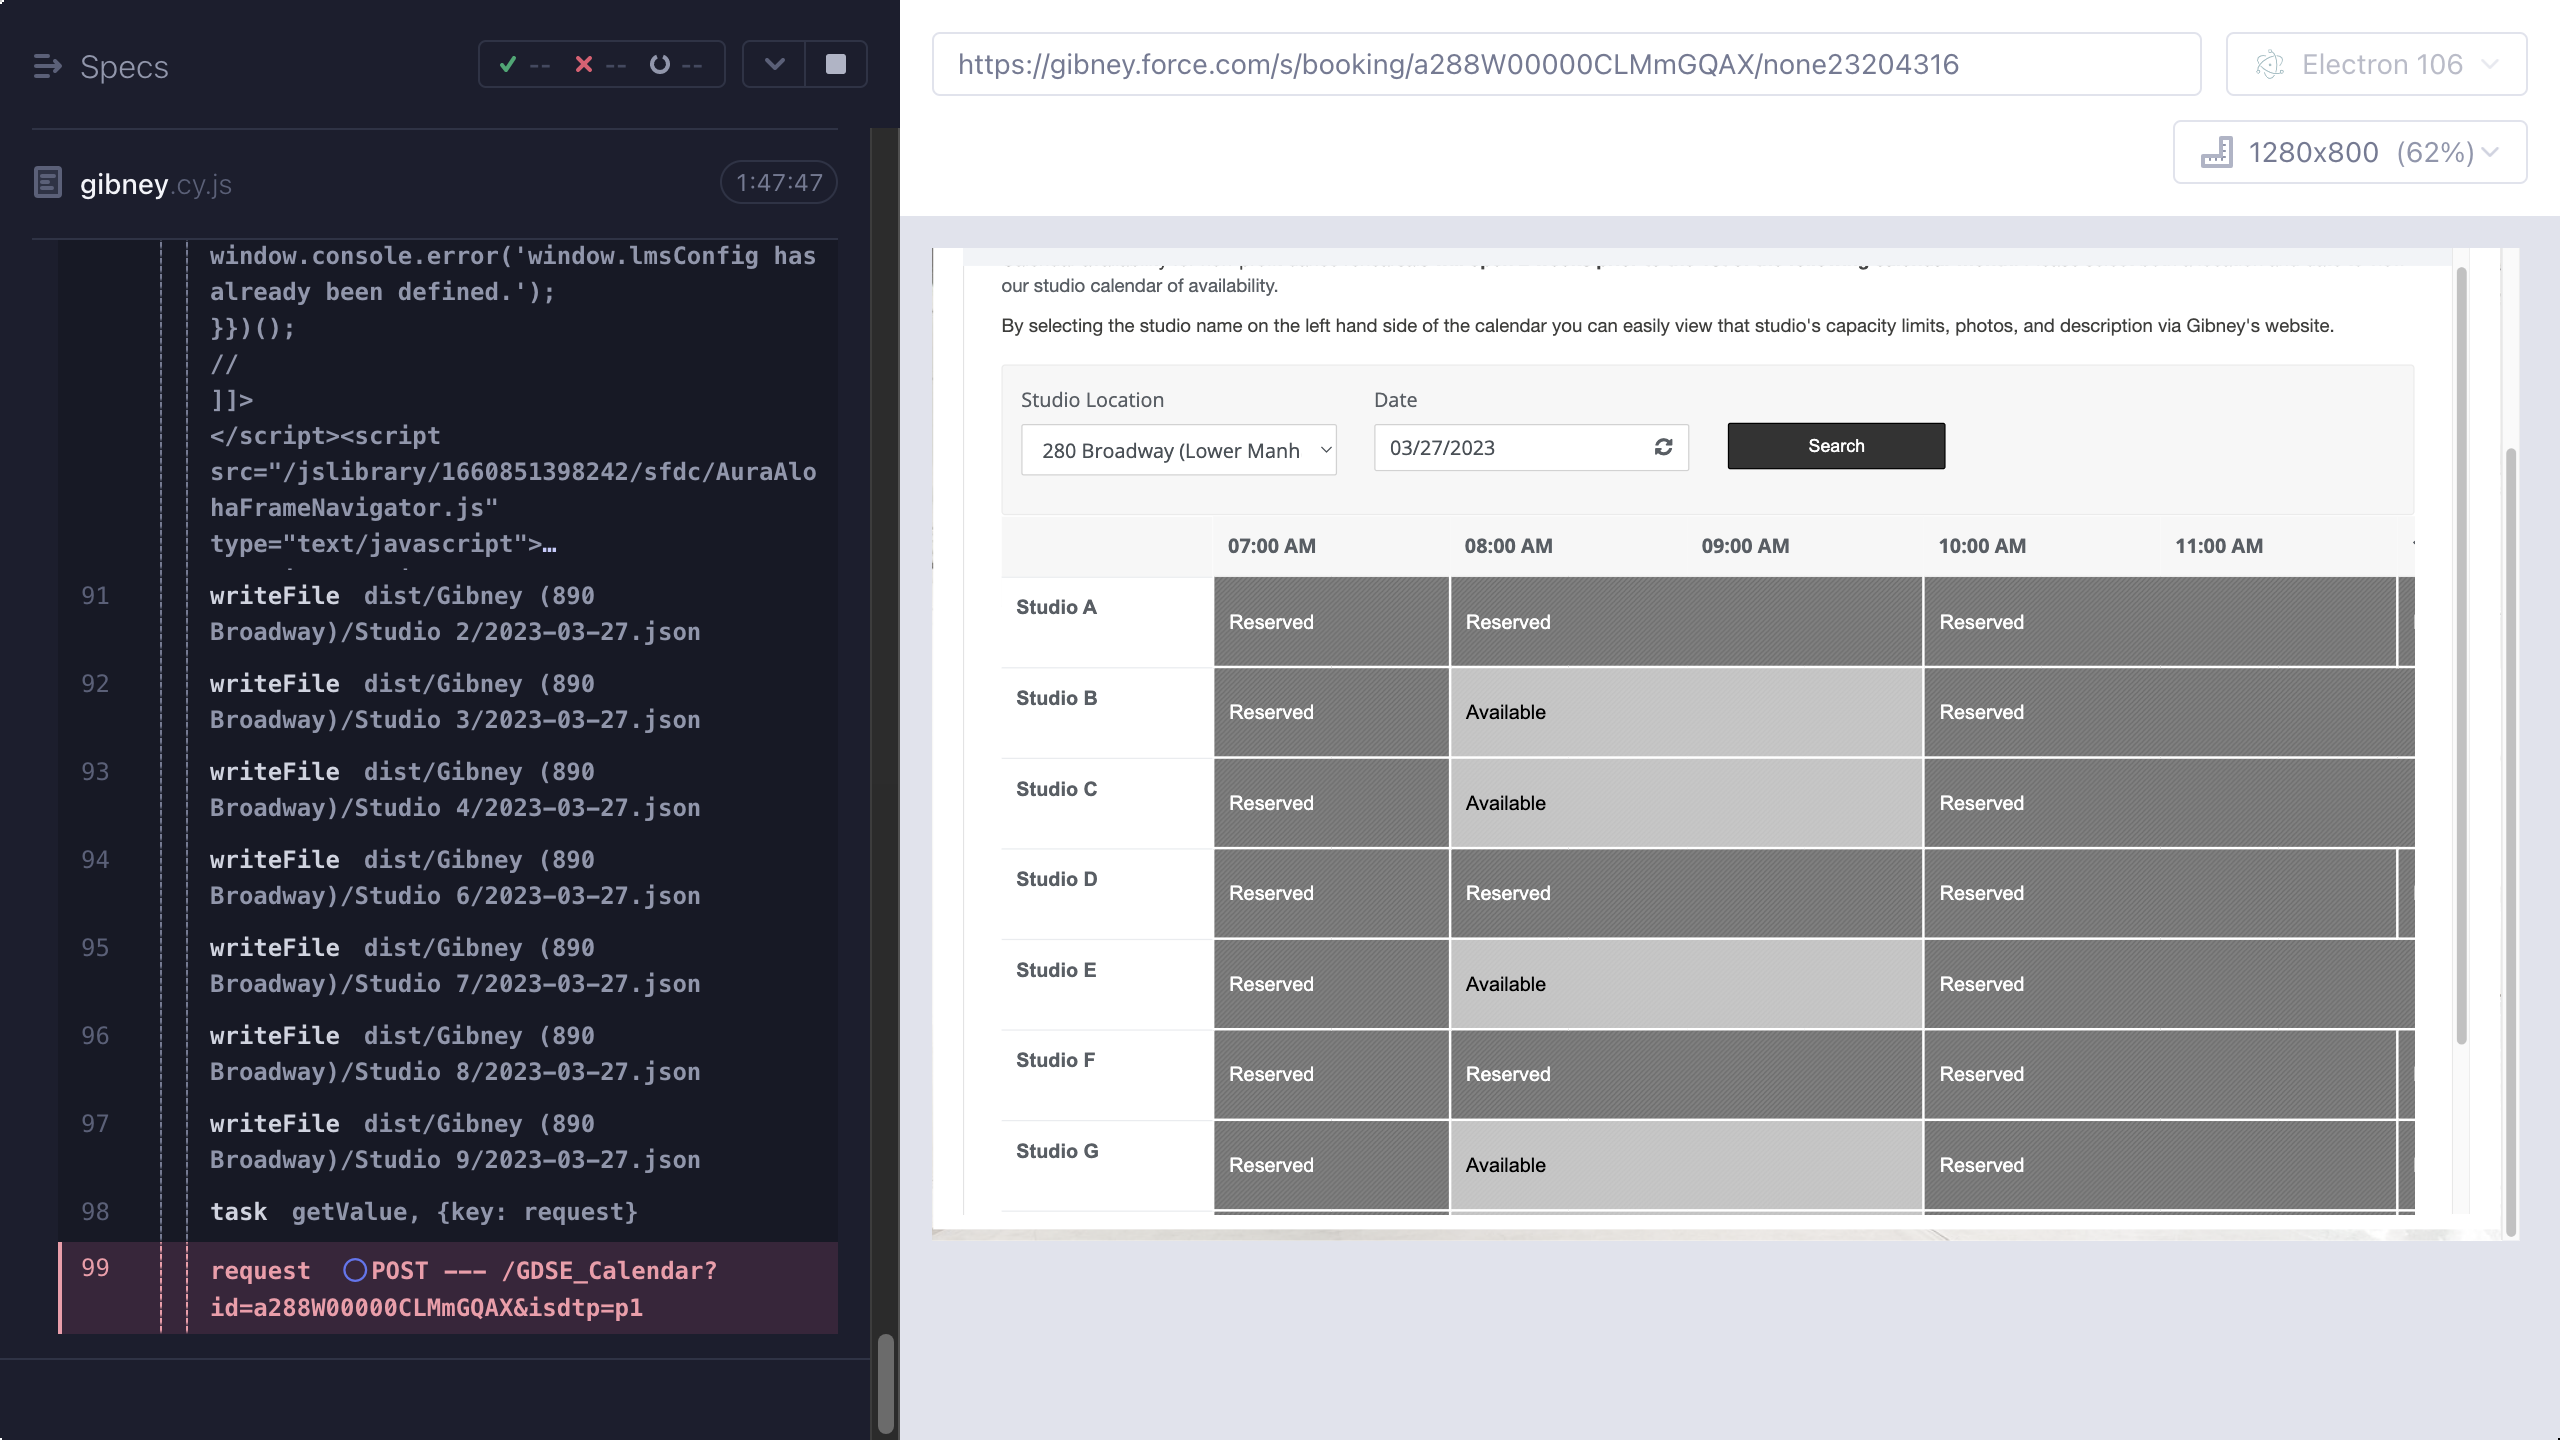 Specs
-- -- --
gibney.cy.js
1:47:47
window.console.error('window.lmsConfig has
already been defined.');
}})();
//
]]>
</script><script
src="/jslibrary/1660851398242/sfdc/AuraAlo
haFrameNavigator.js"
type="text/javascript">…
91 writeFile dist/Gibney (890
Broadway)/Studio 2/2023-03-27.json
92 writeFile dist/Gibney (890
Broadway)/Studio 3/2023-03-27.json
93 writeFile dist/Gibney (890
Broadway)/Studio 4/2023-03-27.json
94 writeFile dist/Gibney (890
Broadway)/Studio 6/2023-03-27.json
95 writeFile dist/Gibney (890
Broadway)/Studio 7/2023-03-27.json
96 writeFile dist/Gibney (890
Broadway)/Studio 8/2023-03-27.json
97 writeFile dist/Gibney (890
Broadway)/Studio 9/2023-03-27.json
98 task getValue, {key: request}
99 request POST --- /GDSE_Calendar?
id=a288W00000CLMmGQAX&isdtp=p1
https://gibney.force.com/s/booking/a288W00000CLMmGQAX/none23204316
Electron 106
1280x800 (62%)
our studio calendar of availability.
By selecting the studio name on the left hand side of the calendar you can easily view that studio's capacity limits, photos, and description via Gibney's website.
Studio Location
Date
280 Broadway (Lower Manh
03/27/2023
Search
07:00 AM 08:00 AM 09:00 AM 10:00 AM 11:00 AM
Studio A
Reserved Reserved Reserved
Studio B
Reserved Available Reserved
Studio C
Reserved Available Reserved
Studio D
Reserved Reserved Reserved
Studio E
Reserved Available Reserved
Studio F
Reserved Reserved Reserved
Studio G
Reserved Available Reserved